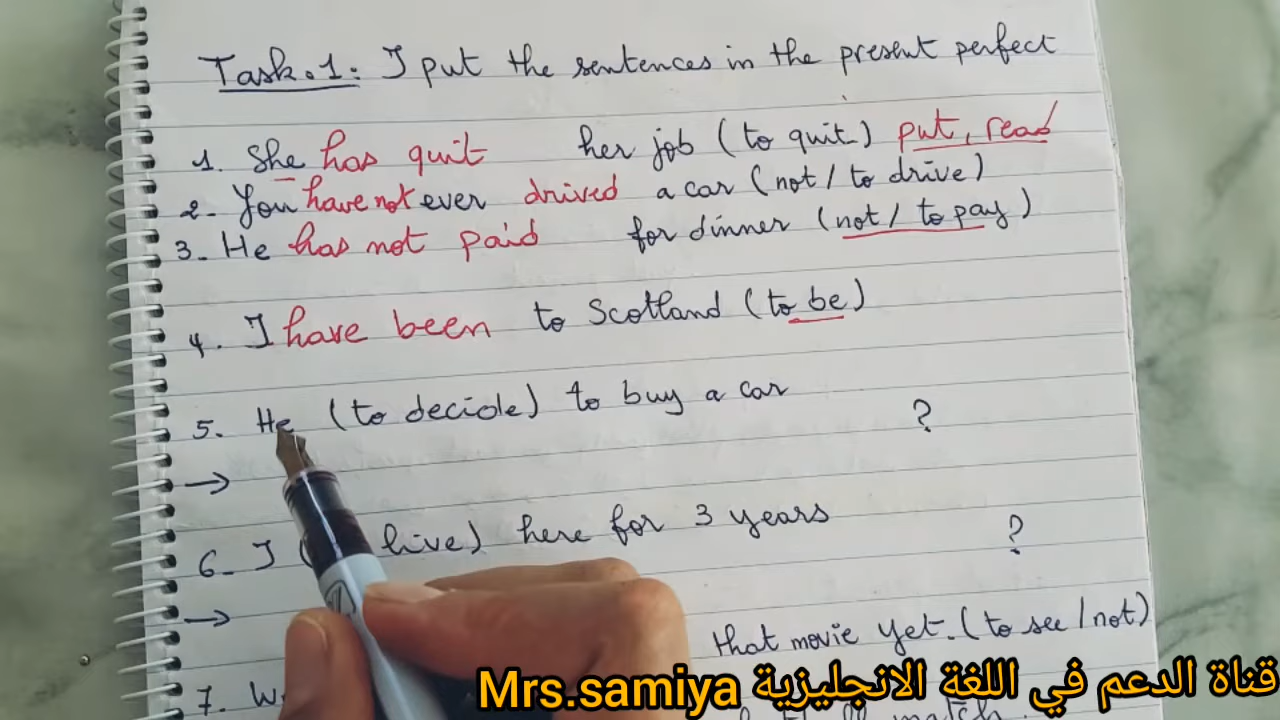 Task.1: I put the sentences in the present perfect
1. She has quit her job (to quit) put, read
2- You have not ever drived a car (not / to drive)
3- He has not paid for dinner (not / to pay)
4. I have been to Scotland (to be)
5. He (to decide) to buy a car ?
→
6- I ( live) here for 3 years ?
→
7. that movie yet. (to see / not)
match.
Mrs.samiya قناة الدعم في اللغة الانجليزية